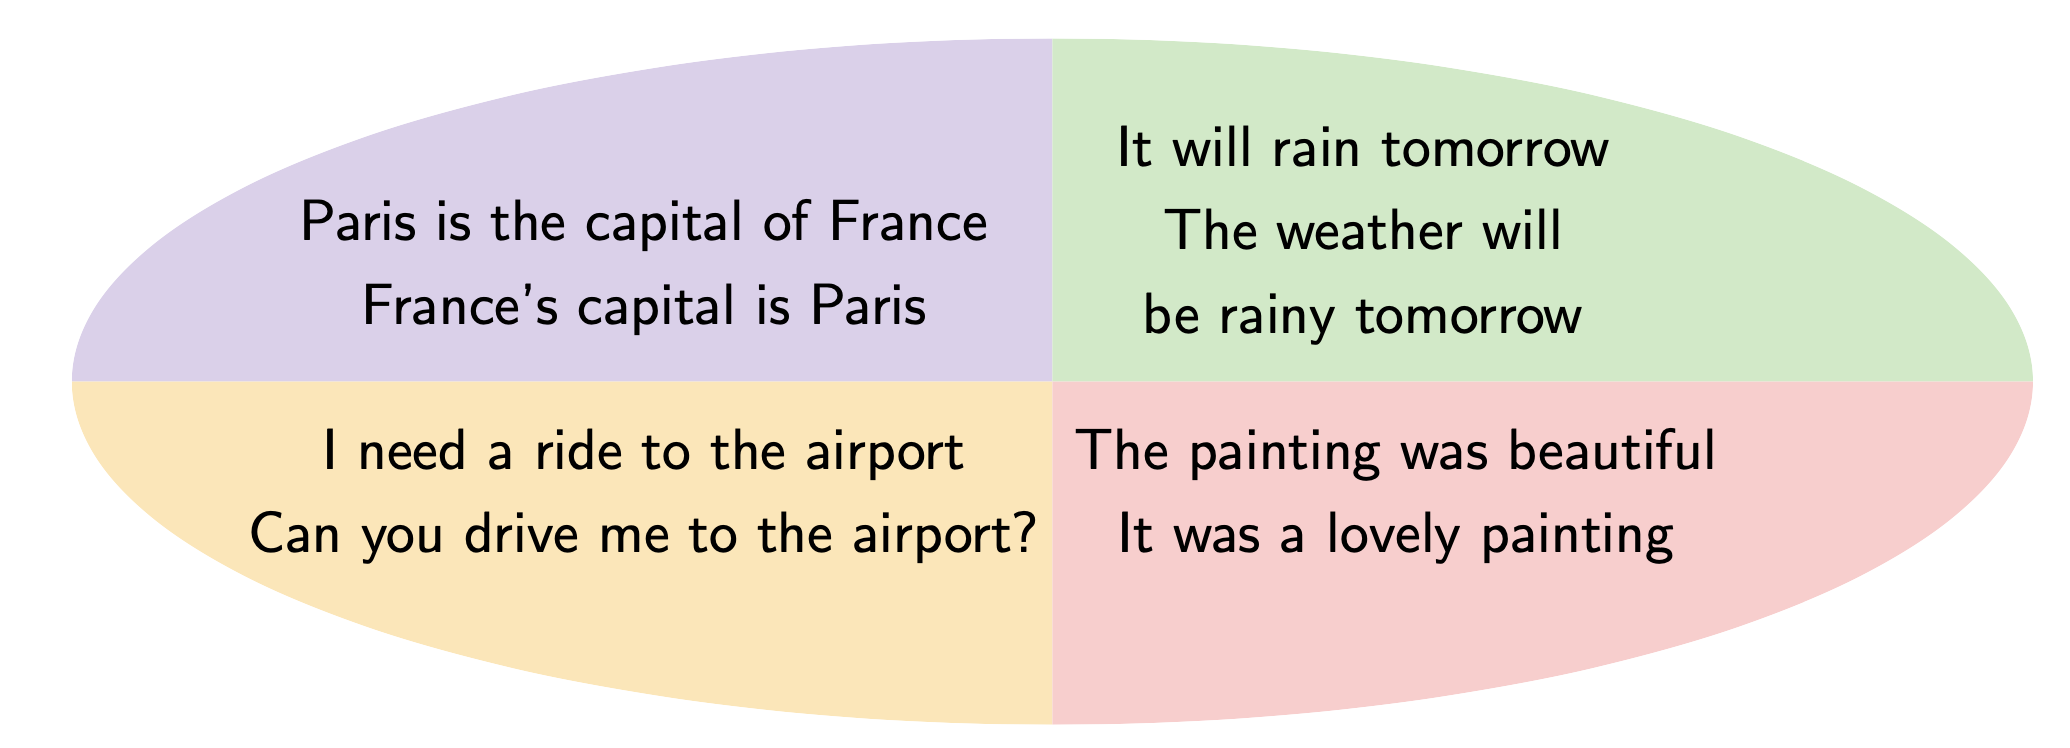 Paris is the capital of France
France's capital is Paris
It will rain tomorrow
The weather will
be rainy tomorrow
I need a ride to the airport
Can you drive me to the airport?
The painting was beautiful
It was a lovely painting